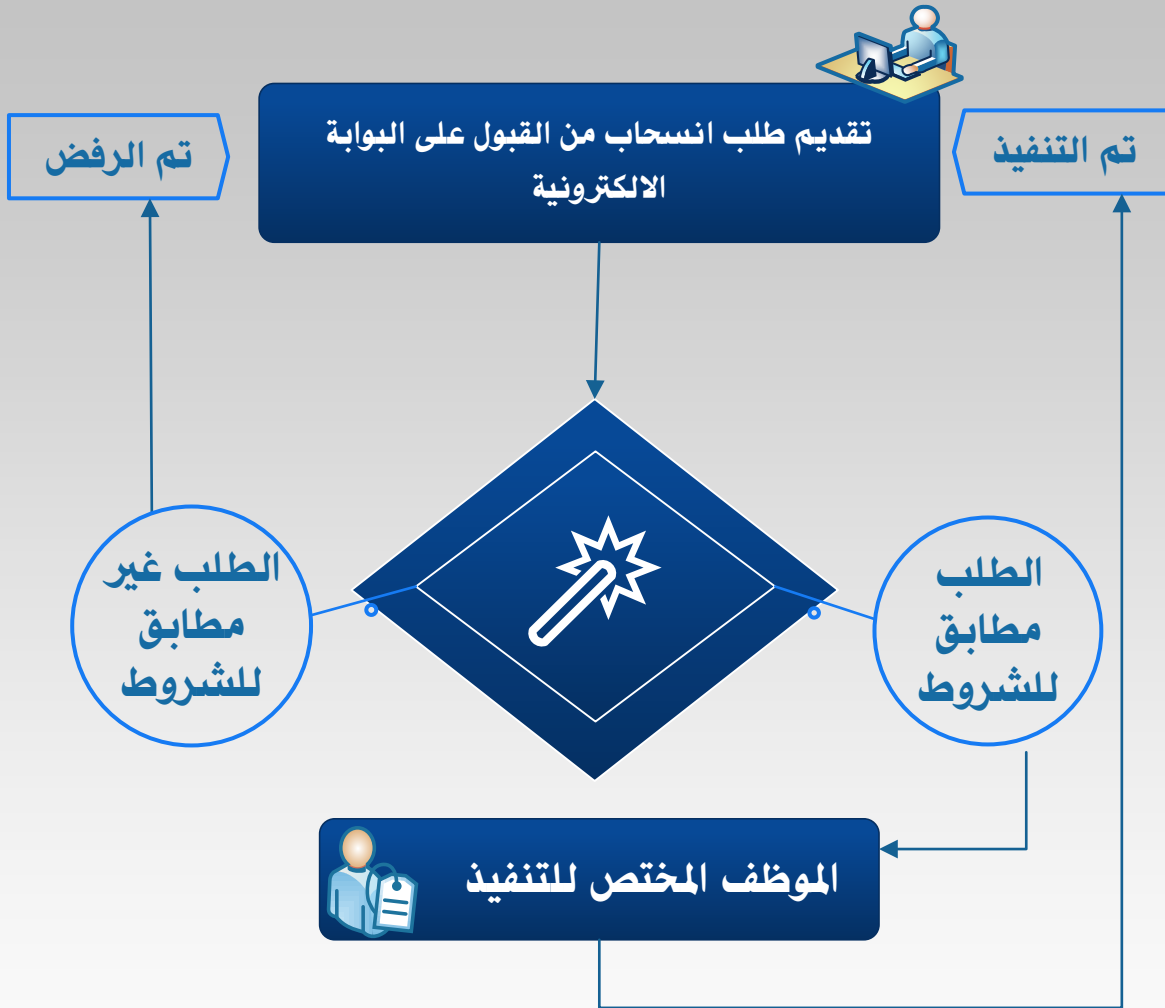 تقديم طلب انسحاب من القبول على البوابة
الالكترونية
تم التنفيذ
تم الرفض
الطلب
مطابق
للشروط
الطلب غير
مطابق
للشروط
الموظف المختص للتنفيذ